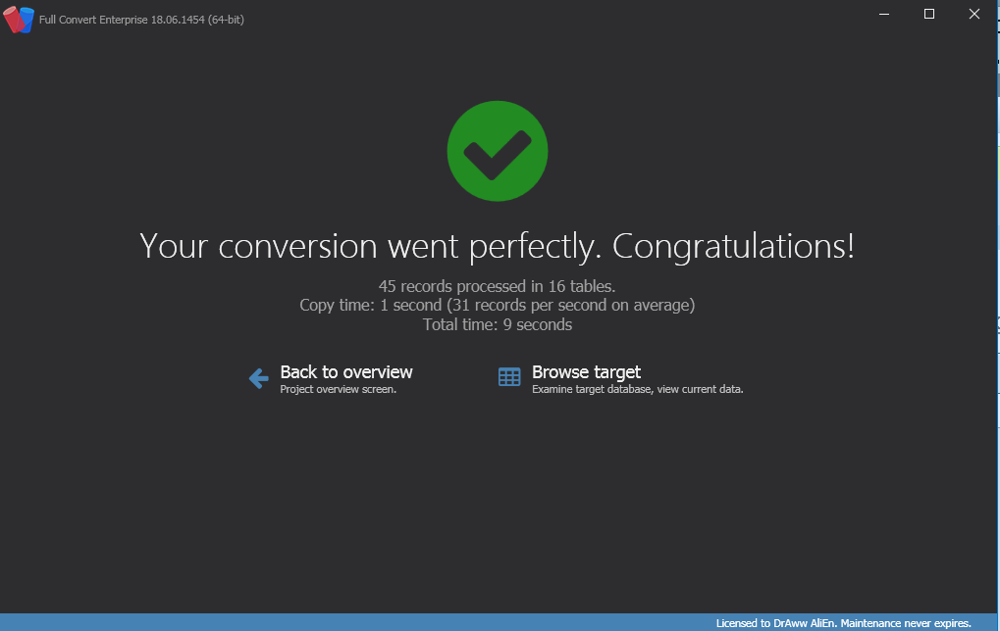 Full Convert Enterprise 18.06.1454 (64-bit)
Your conversion went perfectly. Congratulations!
45 records processed in 16 tables.
Copy time: 1 second (31 records per second on average)
Total time: 9 seconds
Back to overview
Project overview screen.
Browse target
Examine target database, view current data.
Licensed to DrAww AliEn. Maintenance never expires.